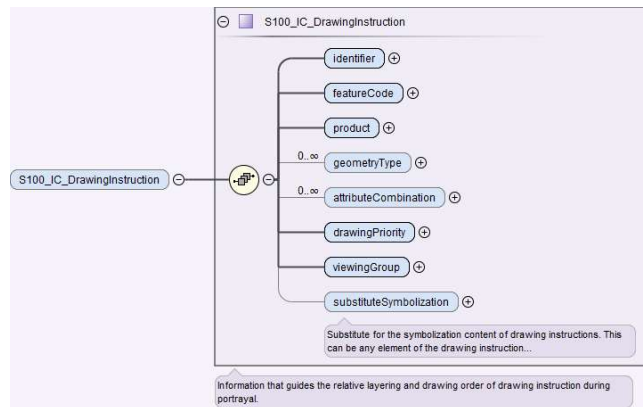 S100_IC_DrawingInstruction
identifier
featureCode
product
0..∞ geometryType
S100_IC_DrawingInstruction
0..∞ attributeCombination
drawingPriority
viewingGroup
substituteSymbolization
Substitute for the symbolization content of drawing instructions. This
can be any element of the drawing instruction...
Information that guides the relative layering and drawing order of drawing instruction during
portrayal.